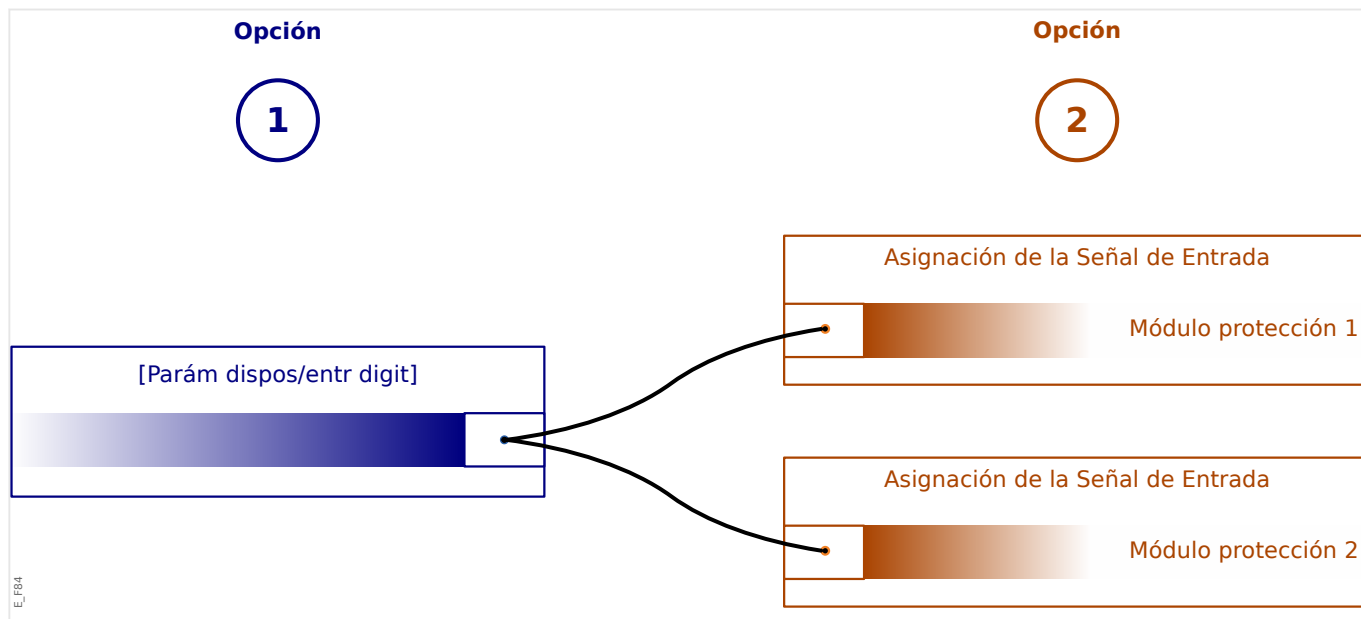 Opción
1
Opción
2
[Parám dispos/entr digit]
Asignación de la Señal de Entrada
Módulo protección 1
Asignación de la Señal de Entrada
Módulo protección 2
E_F84